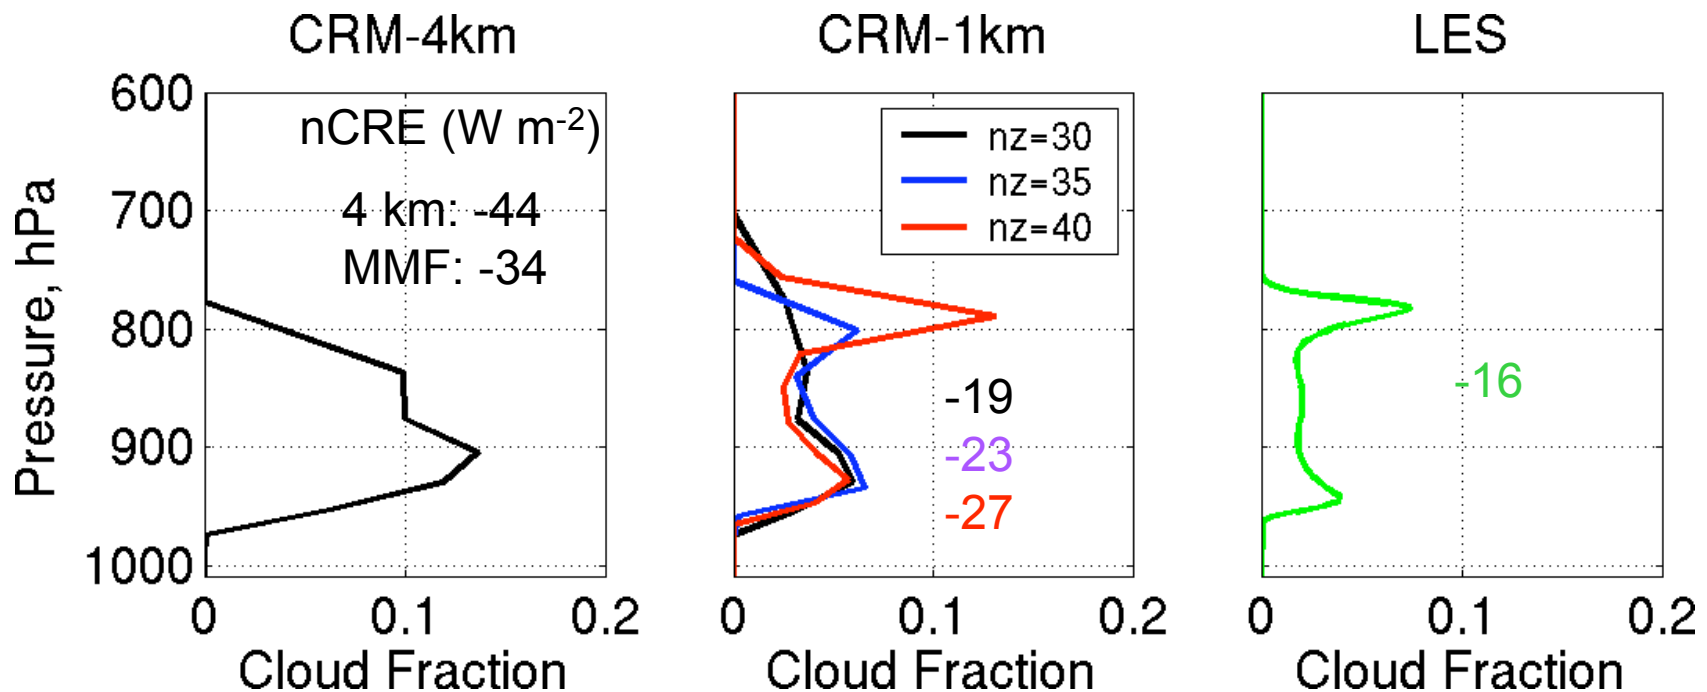 CRM-4km
CRM-1km
LES
Pressure, hPa
600
700
800
900
1000
nCRE (W m-2)
4 km: -44
MMF: -34
nz=30
nz=35
nz=40
-19
-23
-27
-16
0
0.1
0.2
0
0.1
0.2
0
0.1
0.2
Cloud Fraction
Cloud Fraction
Cloud Fraction